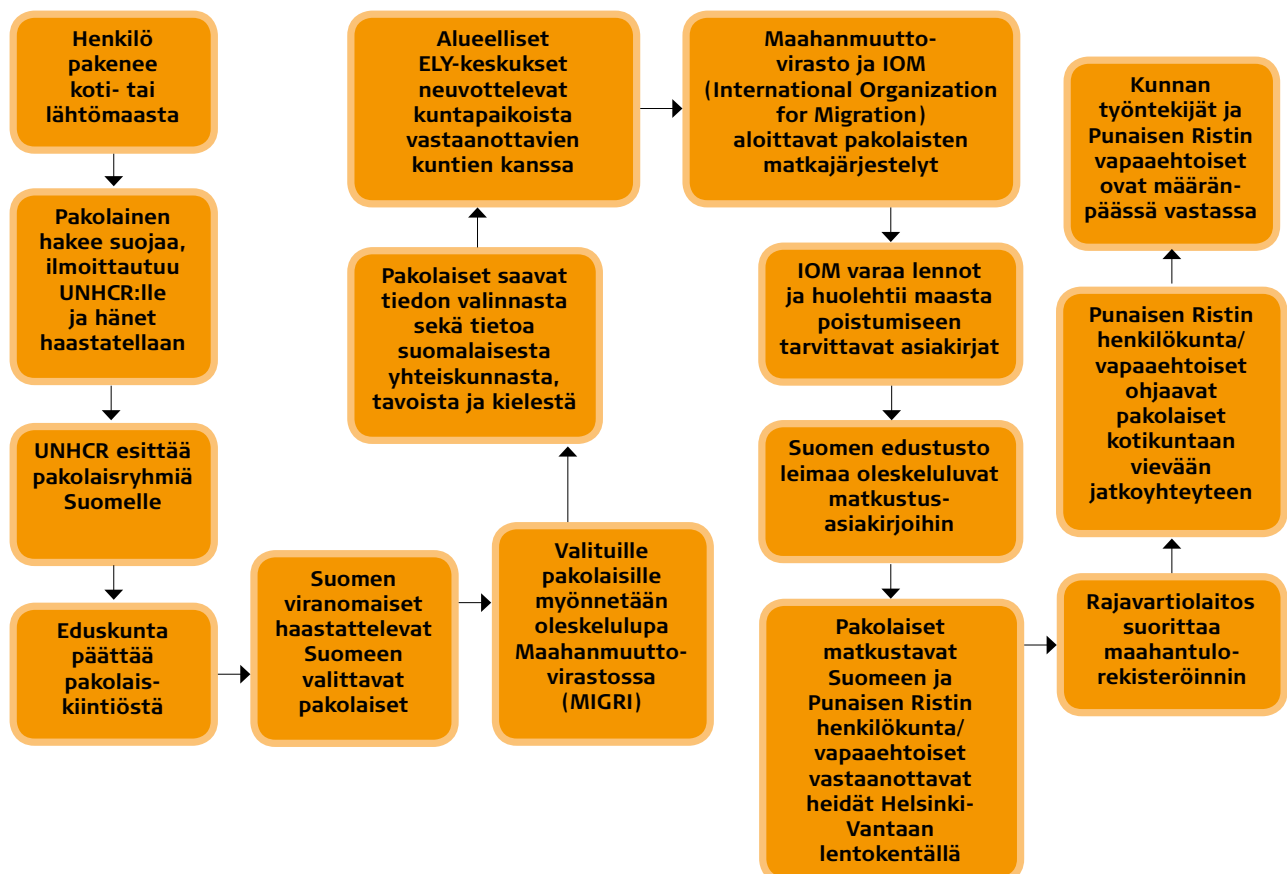 Henkilö
pakenee
koti- tai
lähtömaasta
Pakolainen
hakee suojaa,
ilmoittautuu
UNHCR:lle
ja hänet
haastatellaan
UNHCR esittää
pakolaisryhmiä
Suomelle
Eduskunta
päättää
pakolais-
kiintiöstä
Suomen
viranomaiset
haastattelevat
Suomeen
valittavat
pakolaiset
Valituille
pakolaisille
myönnetään
oleskelulupa
Maahanmuutto-
virastossa
(MIGRI)
Pakolaiset saavat
tiedon valinnasta
sekä tietoa
suomalaisesta
yhteiskunnasta,
tavoista ja kielestä
Alueelliset
ELY-keskukset
neuvottelevat
kuntapaikoista
vastaanottavien
kuntien kanssa
Maahanmuutto-
virasto ja IOM
(International Organization
for Migration)
aloittavat pakolaisten
matkajärjestelyt
IOM varaa lennot
ja huolehtii maasta
poistumiseen
tarvittavat asiakirjat
Suomen edustusto
leimaa oleskeluluvat
matkustus-
asiakirjoihin
Pakolaiset
matkustavat
Suomeen ja
Punaisen Ristin
henkilökunta/
vapaaehtoiset
vastaanottavat
heidät Helsinki-
Vantaan
lentokentällä
Rajavartiolaitos
suorittaa
maahantulo-
rekisteröinnin
Punaisen Ristin
henkilökunta/
vapaaehtoiset
ohjaavat
pakolaiset
kotikuntaan
vievään
jatkoyhteyteen
Kunnan
työntekijät ja
Punaisen Ristin
vapaaehtoiset
ovat määrän-
päässä vastassa